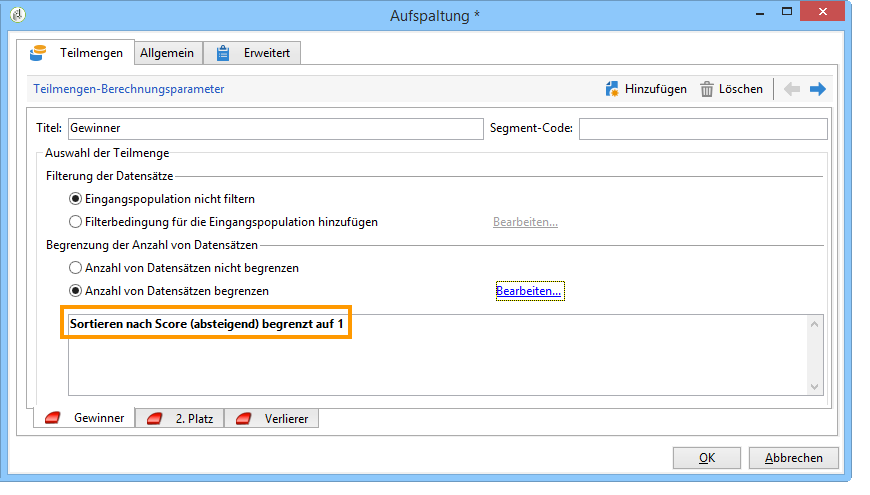 Aufspaltung *
Teilmengen Allgemein Erweitert
Teilmengen-Berechnungsparameter Hinzufügen Löschen
Titel: Gewinner Segment-Code:
Auswahl der Teilmenge
Filterung der Datensätze
Eingangspopulation nicht filtern
Filterbedingung für die Eingangspopulation hinzufügen Bearbeiten...
Begrenzung der Anzahl von Datensätzen
Anzahl von Datensätzen nicht begrenzen
Anzahl von Datensätzen begrenzen Bearbeiten...
Sortieren nach Score (absteigend) begrenzt auf 1
Gewinner 2. Platz Verlierer
OK Abbrechen